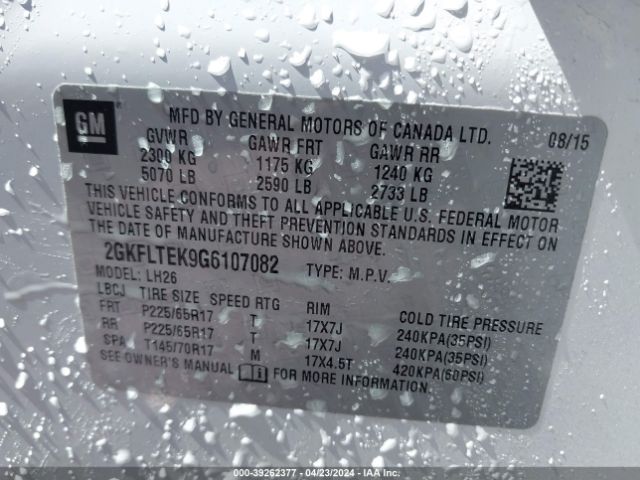 GM
MFD BY GENERAL MOTORS OF CANADA LTD. 08/15
GVWR GAWR FRT GAWR RR
2300 KG 1175 KG 1240 KG
5070 LB 2590 LB 2733 LB
THIS VEHICLE CONFORMS TO ALL APPLICABLE U.S. FEDERAL MOTOR
VEHICLE SAFETY AND THEFT PREVENTION STANDARDS IN EFFECT ON
THE DATE OF MANUFACTURE SHOWN ABOVE.
2GKFLTEK9G6107082 TYPE: M.P.V.
MODEL: LH26
LBCJ TIRE SIZE SPEED RTG RIM COLD TIRE PRESSURE
FRT P225/65R17 T 17X7J 240KPA(35PSI)
RR P225/65R17 T 17X7J 240KPA(35PSI)
SPA T145/70R17 M 17X4.5T 420KPA(60PSI)
SEE OWNER'S MANUAL FOR MORE INFORMATION
000-39262377 - 04/23/2024 - IAA Inc.